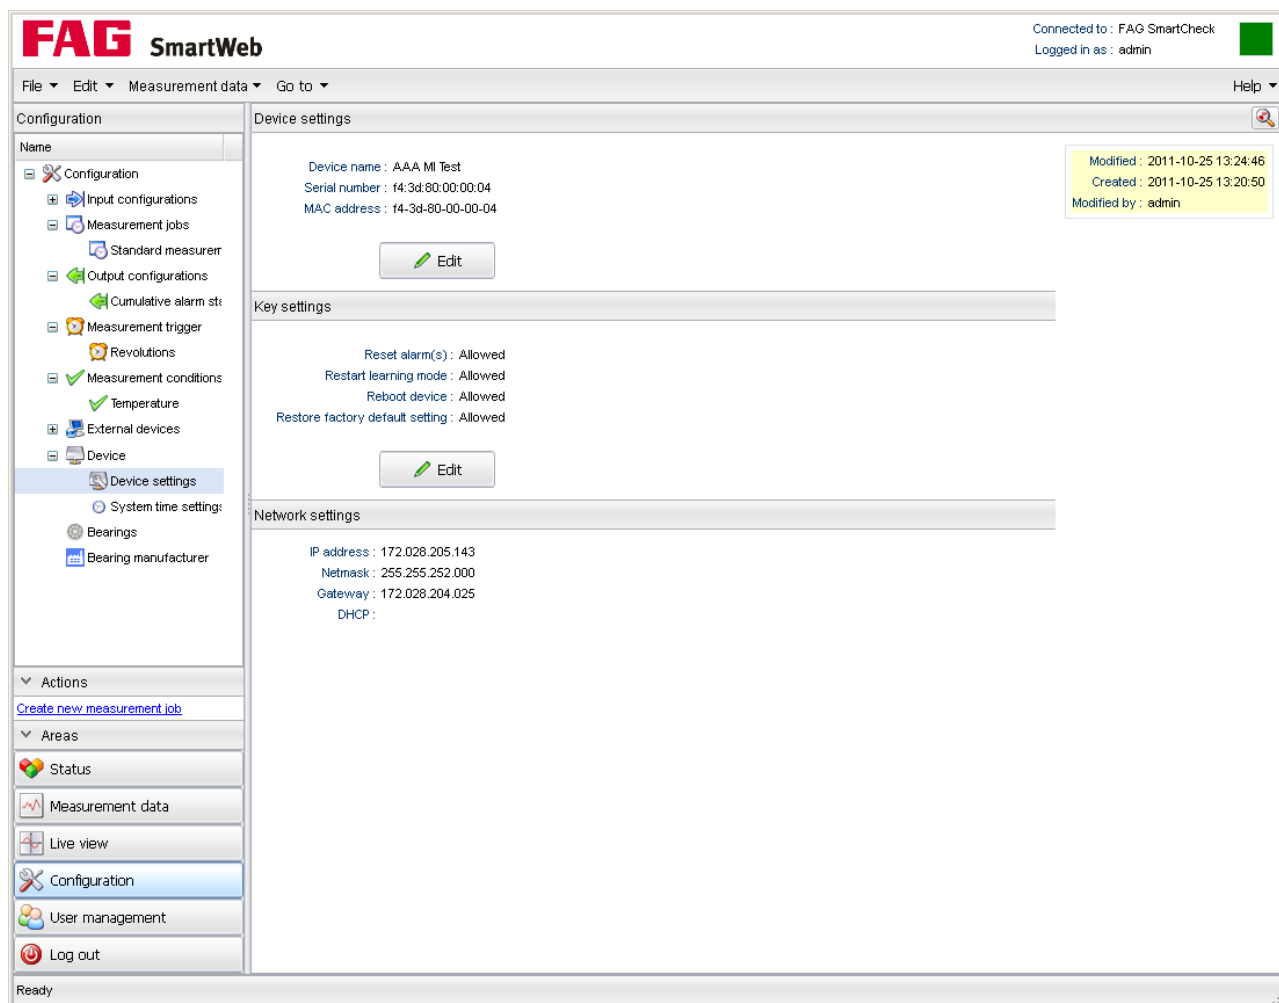 FAG SmartWeb
Connected to : FAG SmartCheck
Logged in as : admin
File Edit Measurement data Go to Help
Configuration
Name
Configuration
Input configurations
Measurement jobs
Standard measurem
Output configurations
Cumulative alarm sta
Measurement trigger
Revolutions
Measurement conditions
Temperature
External devices
Device
Device settings
System time settings
Bearings
Bearing manufacturer
Actions
Create new measurement job
Areas
Status
Measurement data
Live view
Configuration
User management
Log out
Device settings
Device name : AAA MI Test
Serial number : f4:3d:80:00:00:04
MAC address : f4-3d-80-00-00-04
Edit
Modified : 2011-10-25 13:24:46
Created : 2011-10-25 13:20:50
Modified by : admin
Key settings
Reset alarm(s) : Allowed
Restart learning mode : Allowed
Reboot device : Allowed
Restore factory default setting : Allowed
Edit
Network settings
IP address : 172.028.205.143
Netmask : 255.255.252.000
Gateway : 172.028.204.025
DHCP :
Ready